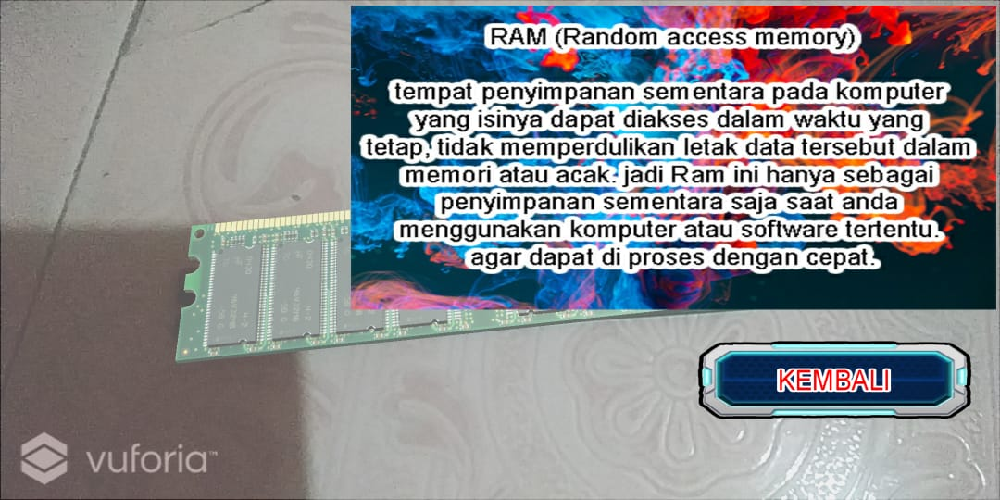 RAM (Random access memory)
tempat penyimpanan sementara pada komputer
yang isinya dapat diakses dalam waktu yang
tetap, tidak memperdulikan letak data tersebut dalam
memori atau acak. jadi Ram ini hanya sebagai
penyimpanan sementara saja saat anda
menggunakan komputer atau software tertentu.
agar dapat di proses dengan cepat.
KEMBALI
vuforia™